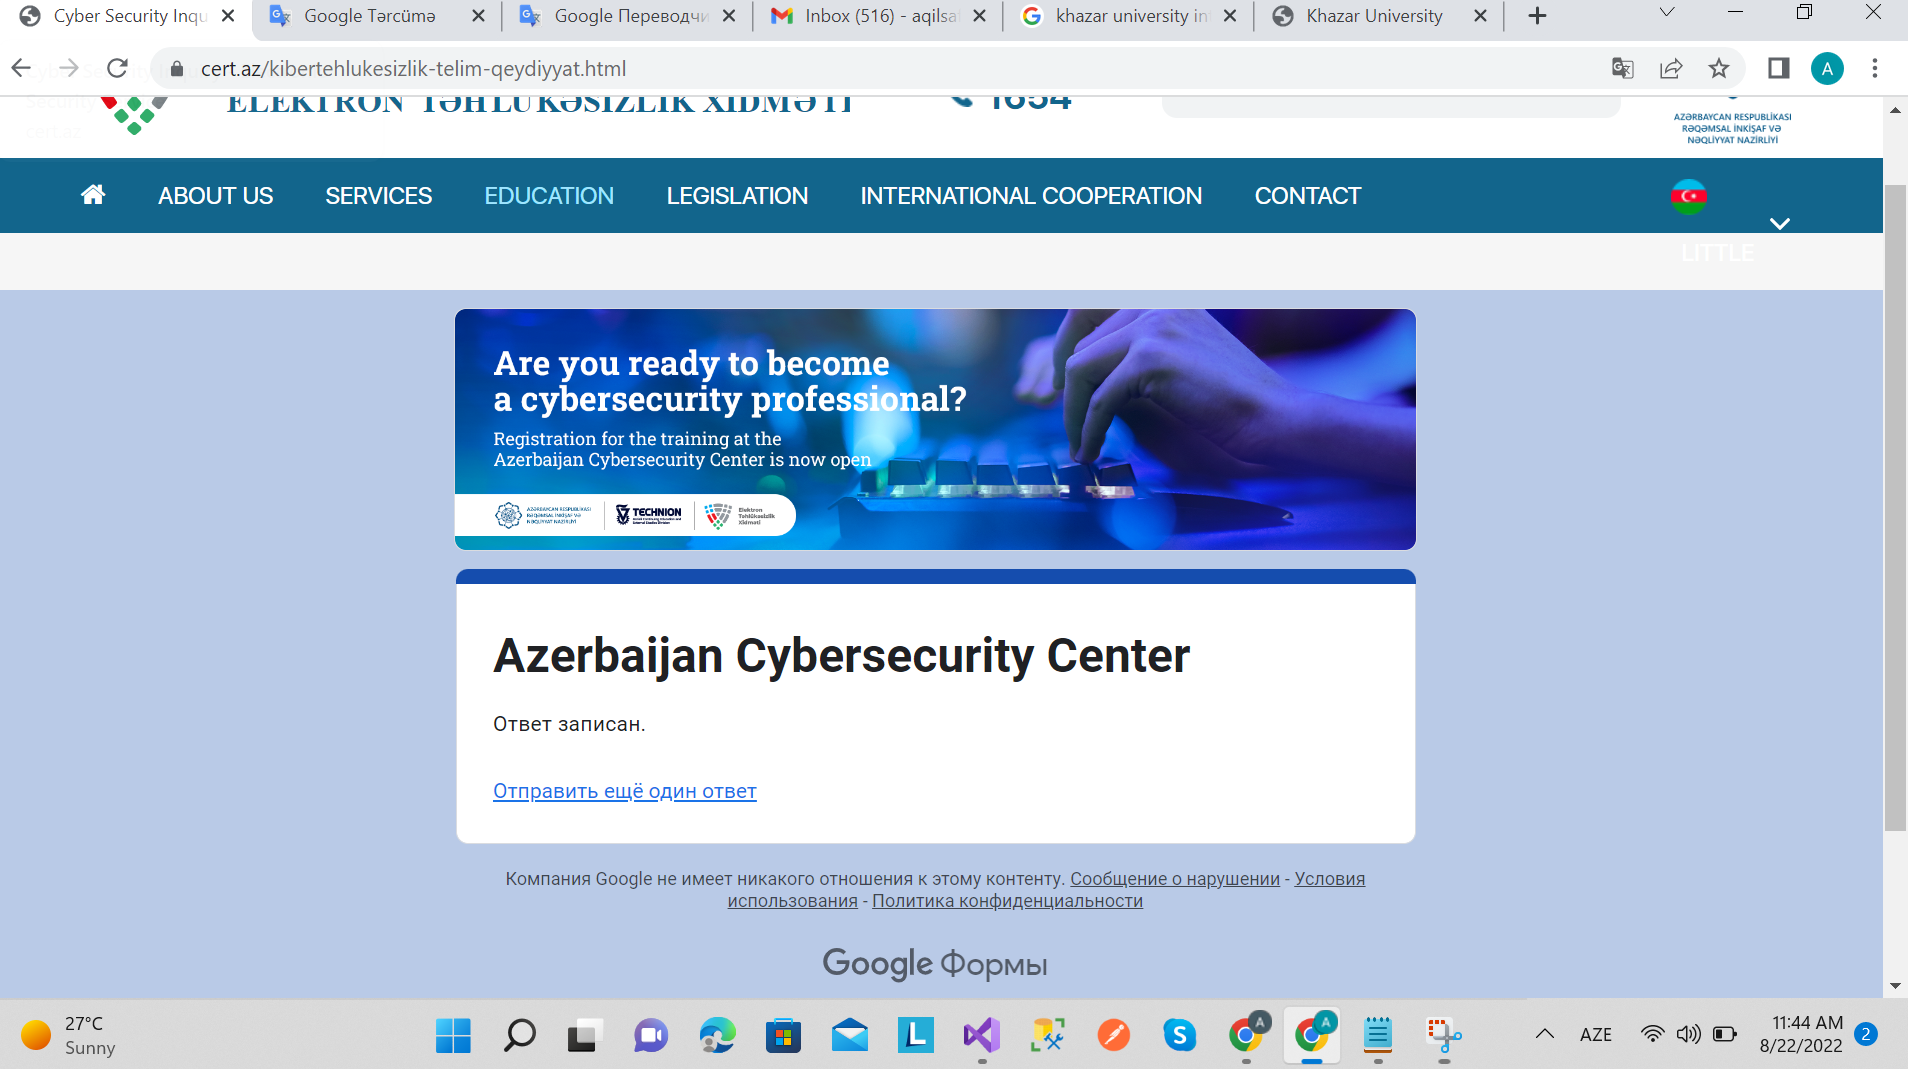 Cyber Security Inqu
Google Tərcümə
Google Переводчи
Inbox (516) - aqilsa
khazar university in
Khazar University
cert.az/kibertehlukesizlik-telim-qeydiyyat.html
A
ELEKTRON TƏHLÜKƏSİZLİK XİDMƏTİ
1654
AZƏRBAYCAN RESPUBLİKASI
RƏQƏMSAL İNKİŞAF VƏ
NƏQLİYYAT NAZİRLİYİ
ABOUT US
SERVICES
EDUCATION
LEGISLATION
INTERNATIONAL COOPERATION
CONTACT
LITTLE
Are you ready to become
a cybersecurity professional?
Registration for the training at the
Azerbaijan Cybersecurity Center is now open
AZƏRBAYCAN RESPUBLİKASI
RƏQƏMSAL İNKİŞAF VƏ
NƏQLİYYAT NAZİRLİYİ
TECHNION
Elektron
Təhlükəsizlik
Xidməti
Azerbaijan Cybersecurity Center
Ответ записан.
Отправить ещё один ответ
Компания Google не имеет никакого отношения к этому контенту. Сообщение о нарушении - Условия
использования - Политика конфиденциальности
Google Формы
27°C
Sunny
L
S
A
A
AZE
11:44 AM
8/22/2022
2